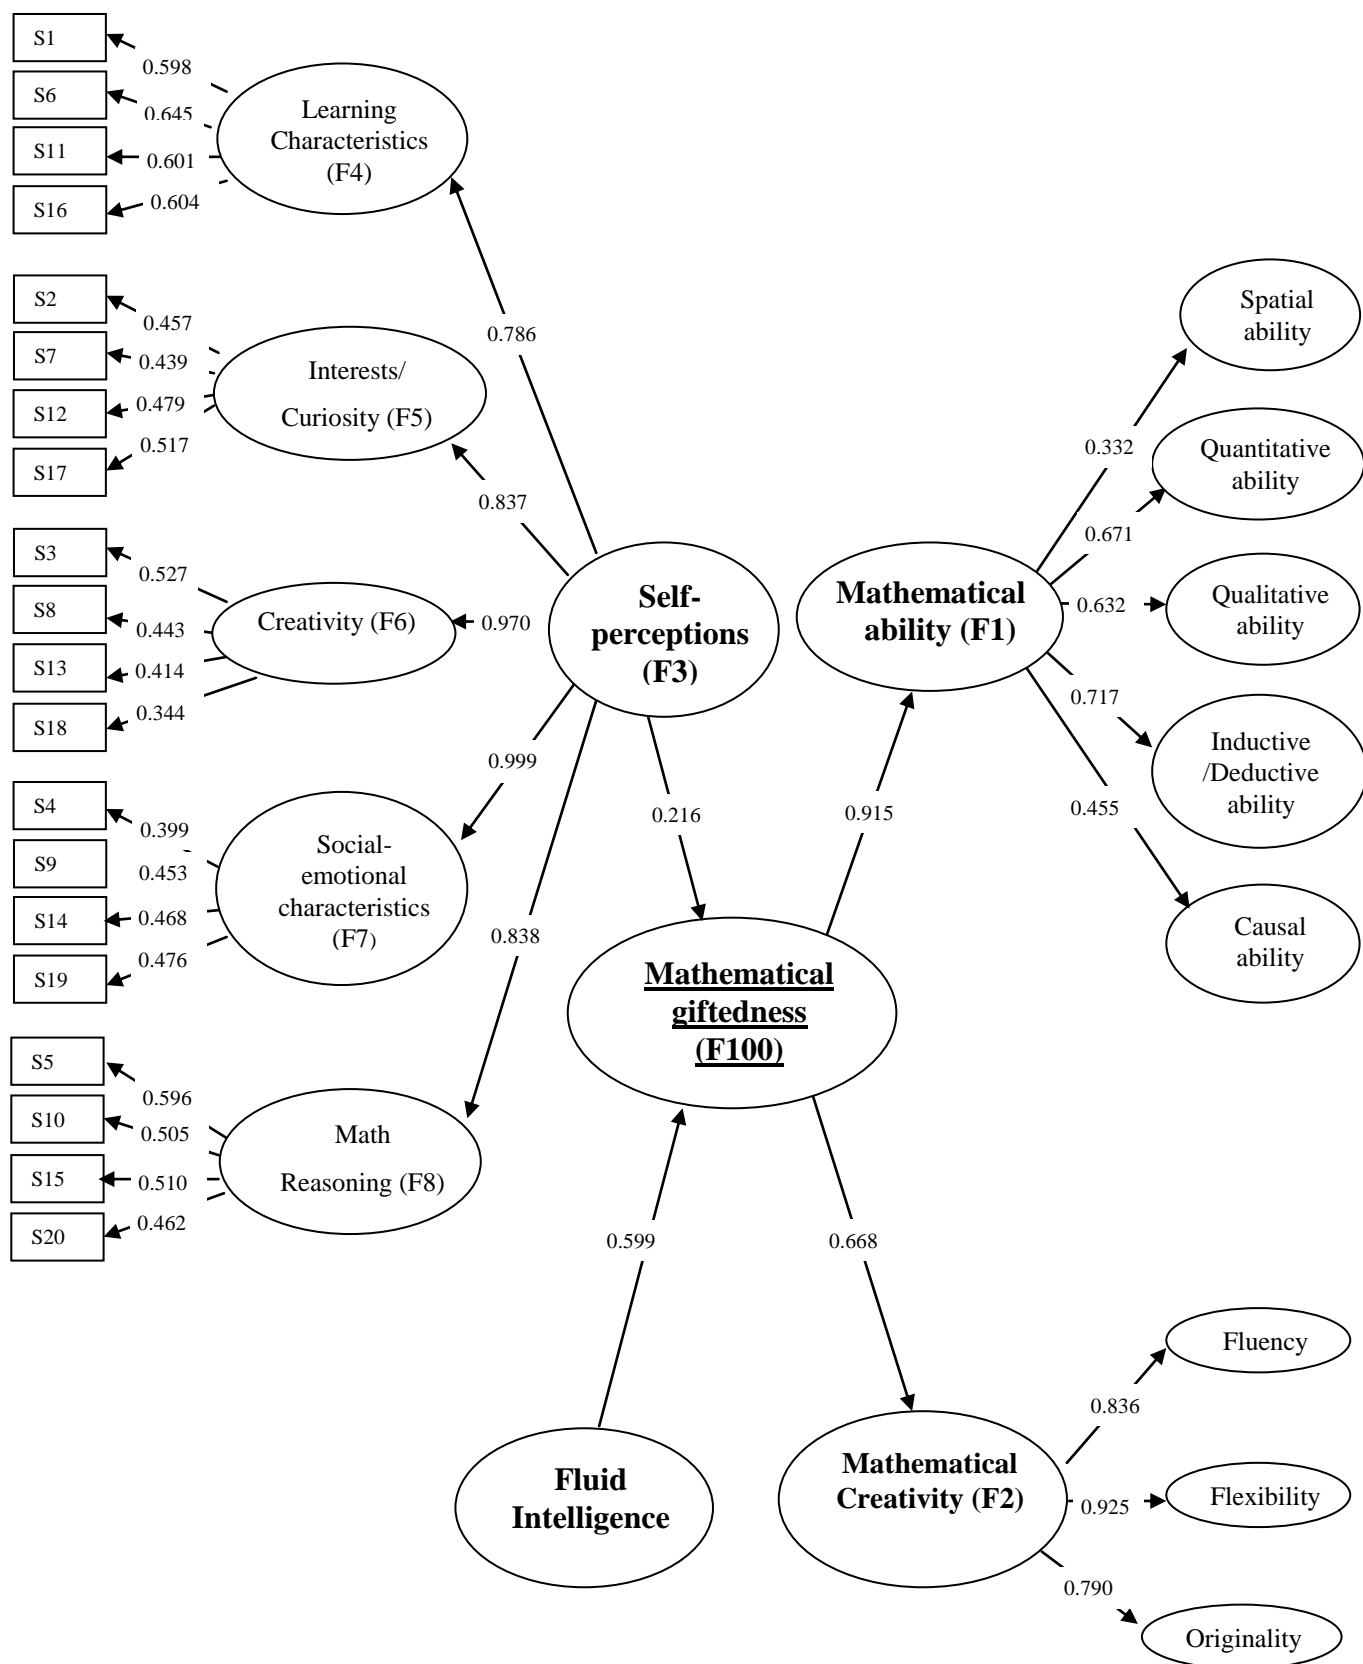 S1
0.598
S6
0.645
S11
0.601
S16
0.604
Learning
Characteristics
(F4)
S2
0.457
S7
0.439
S12
0.479
S17
0.517
Interests/
Curiosity (F5)
S3
0.527
S8
0.443
S13
0.414
S18
0.344
Creativity (F6)
S4
0.399
S9
0.453
S14
0.468
S19
0.476
Social-
emotional
characteristics
(F7)
S5
0.596
S10
0.505
S15
0.510
S20
0.462
Math
Reasoning (F8)
0.786
0.837
0.970
0.999
0.838
Self-
perceptions
(F3)
0.216
Mathematical
giftedness
(F100)
0.599
Fluid
Intelligence
0.915
0.668
Mathematical
ability (F1)
0.332
0.671
0.632
0.717
0.455
Spatial
ability
Quantitative
ability
Qualitative
ability
Inductive
/Deductive
ability
Causal
ability
Mathematical
Creativity (F2)
0.836
0.925
0.790
Fluency
Flexibility
Originality